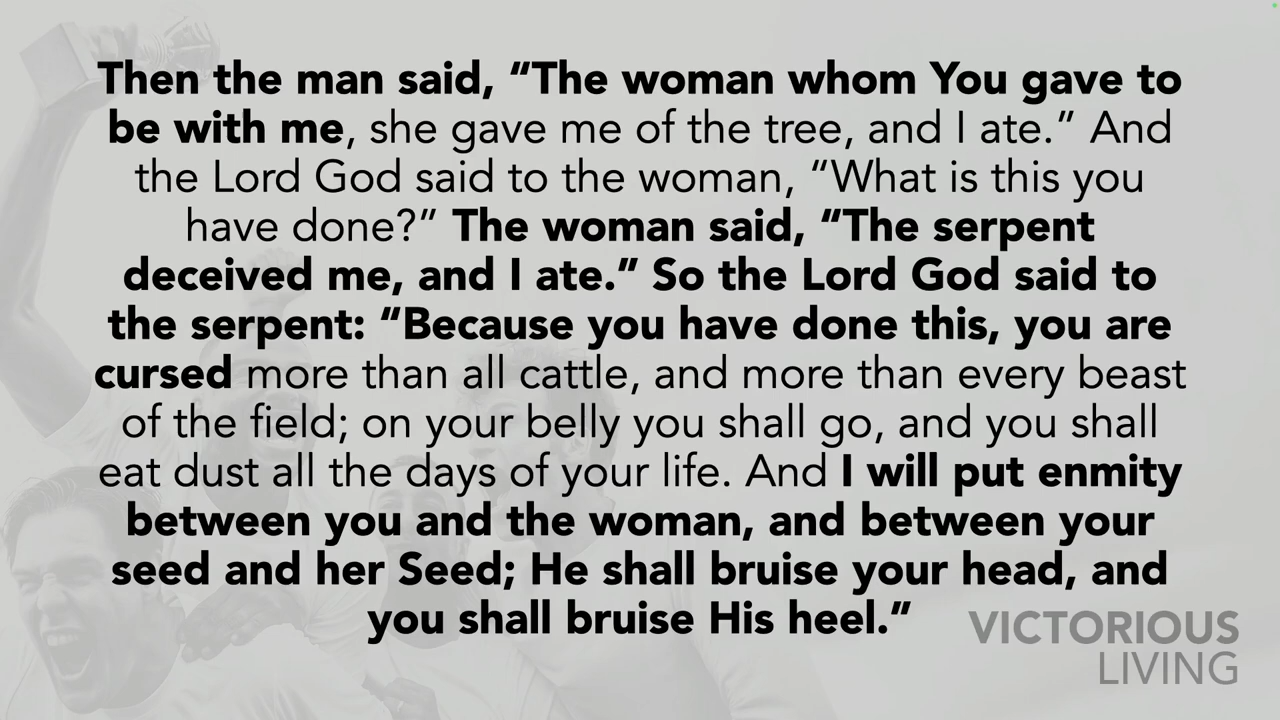 Then the man said, “The woman whom You gave to
be with me, she gave me of the tree, and I ate.” And
the Lord God said to the woman, “What is this you
have done?” The woman said, “The serpent
deceived me, and I ate.” So the Lord God said to
the serpent: “Because you have done this, you are
cursed more than all cattle, and more than every beast
of the field; on your belly you shall go, and you shall
eat dust all the days of your life. And I will put enmity
between you and the woman, and between your
seed and her Seed; He shall bruise your head, and
you shall bruise His heel.”
VICTORIOUS
LIVING